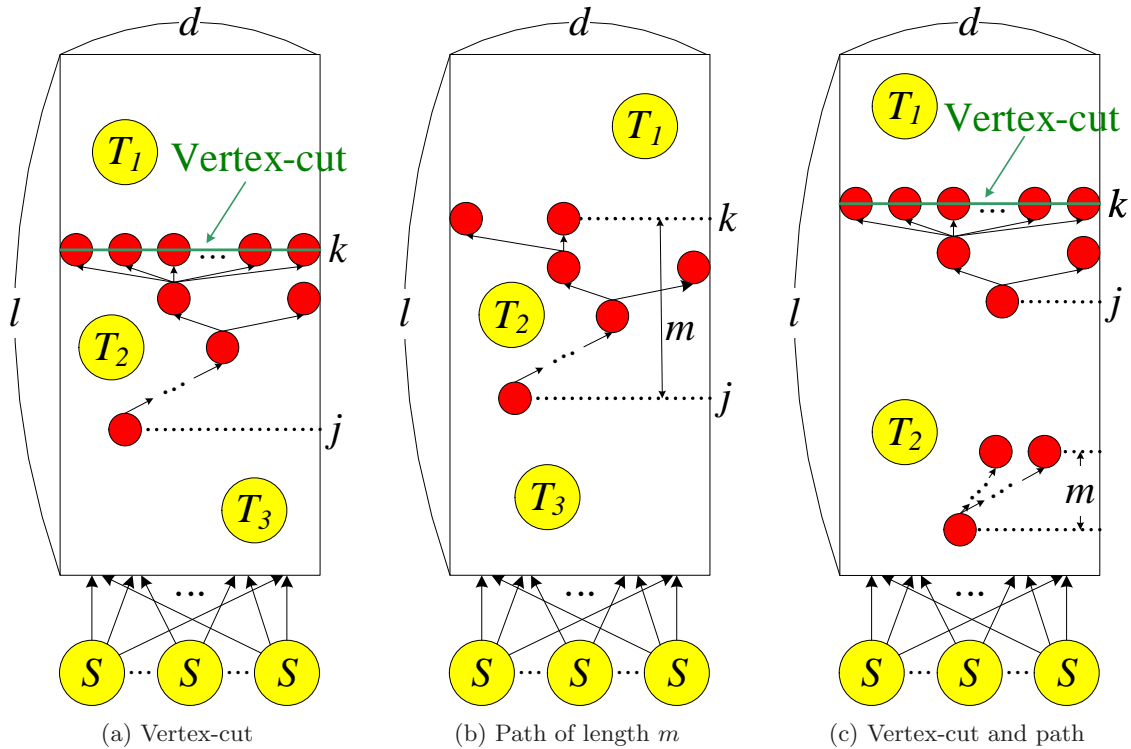 d
T1
Vertex-cut
... k
l
T2
...
j
T3
...
S ... S ... S
(a) Vertex-cut
d
T1
k
l
T2
m
...
j
T3
...
S ... S ... S
(b) Path of length m
d
T1
Vertex-cut
... k
j
l
T2
... ... m
...
S ... S ... S
(c) Vertex-cut and path